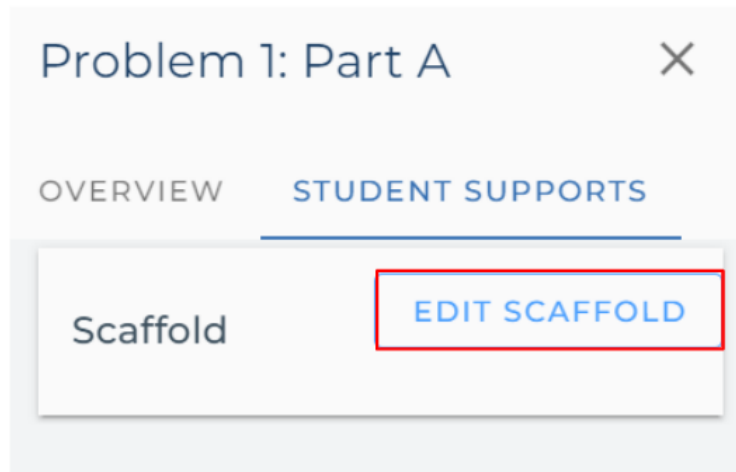 Problem 1: Part A
OVERVIEW STUDENT SUPPORTS
Scaffold EDIT SCAFFOLD